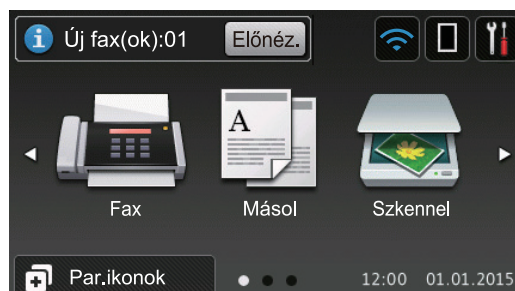 Új fax(ok):01 Előnéz.
A
Fax Másol Szkennel
Par.ikonok 12:00 01.01.2015